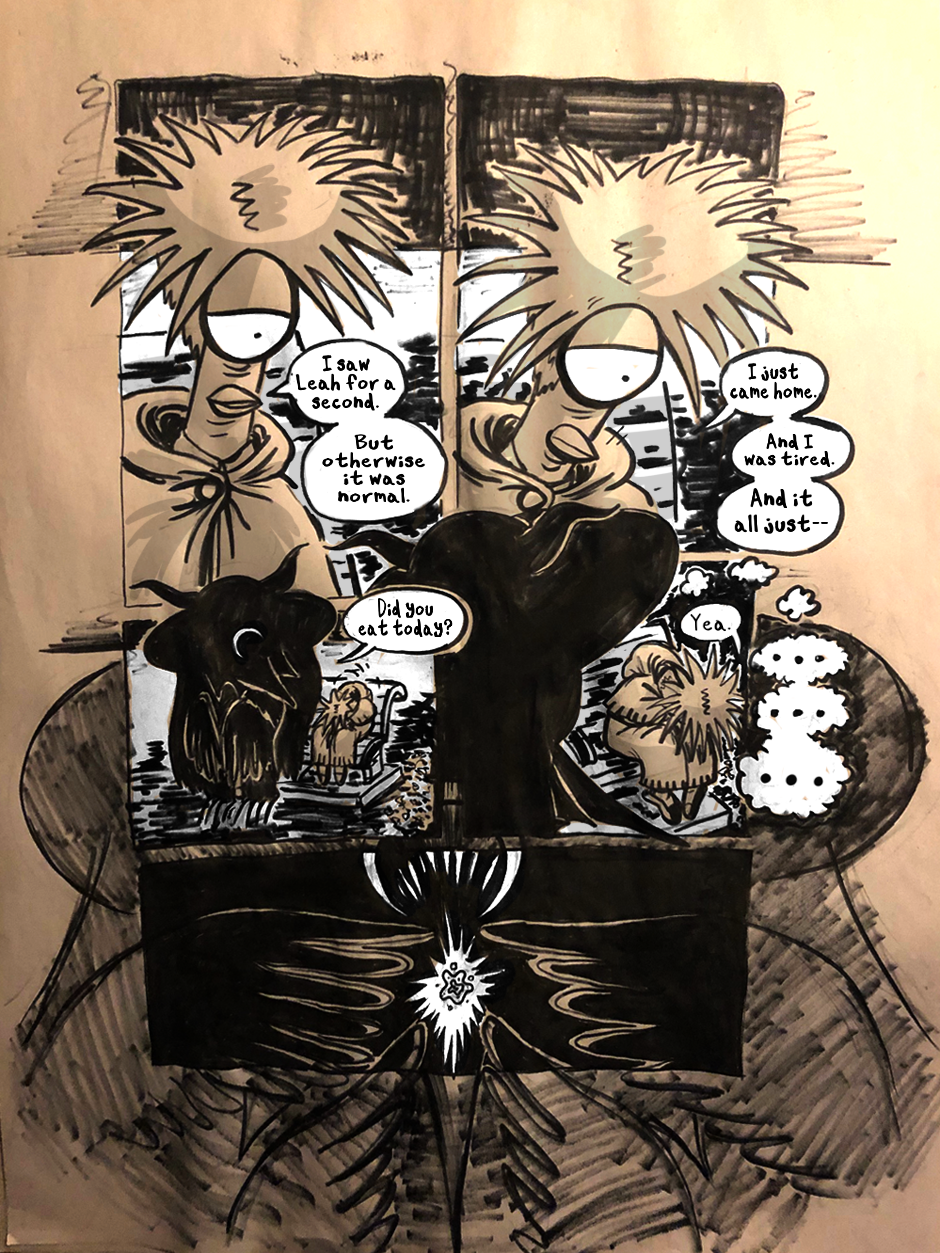 I saw
Leah for a
second.
But
otherwise
it was
normal.
I just
came home.
And I
was tired.
And it
all just--
Did you
eat today?
Yea.
...
...
...